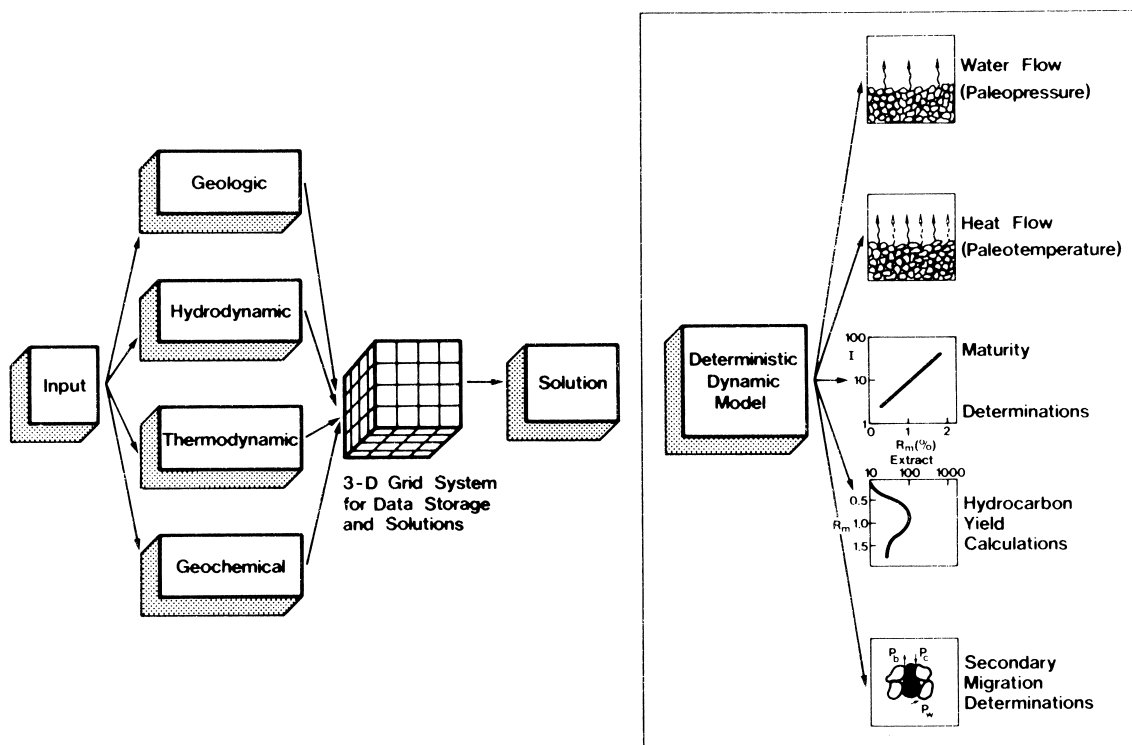 Input
Geologic
Hydrodynamic
Thermodynamic
Geochemical
3-D Grid System
for Data Storage
and Solutions
Solution
Deterministic
Dynamic
Model
Water Flow
(Paleopressure)
Heat Flow
(Paleotemperature)
100
I
10
1
0 1 2
Rm(%)
Maturity
Determinations
Extract
10 100 1000
0.5
Rm 1.0
1.5
Hydrocarbon
Yield
Calculations
Pb Pc
Pw
Secondary
Migration
Determinations